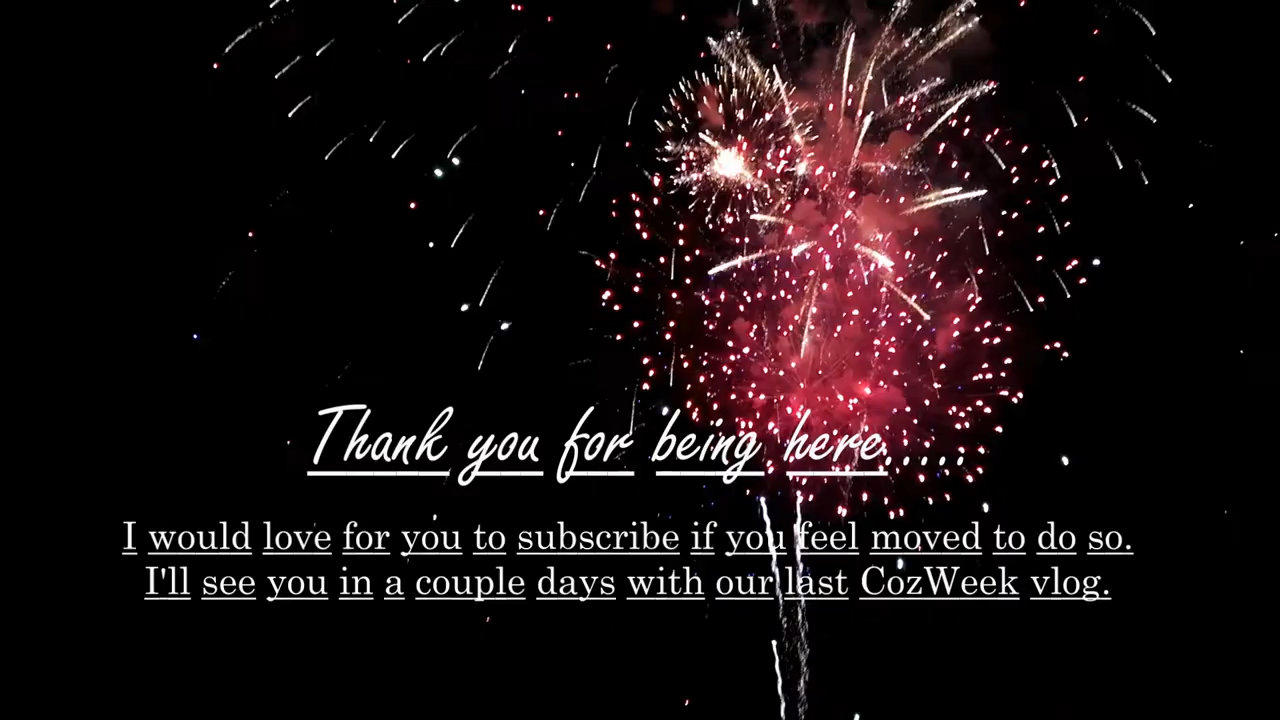 Thank you for being here.....
I would love for you to subscribe if you feel moved to do so.
I'll see you in a couple days with our last CozWeek vlog.